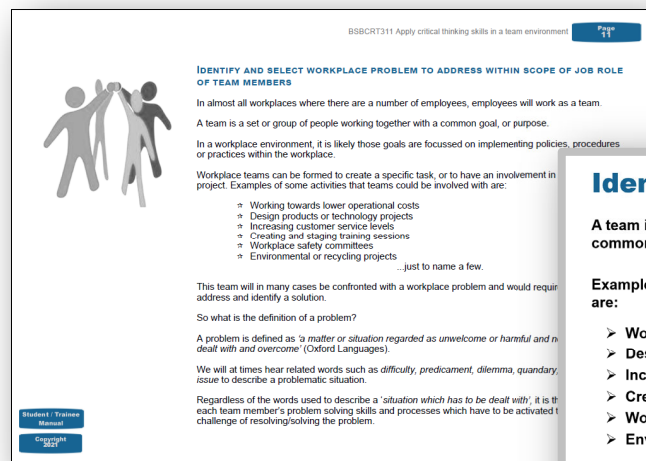 BSBCRT311 Apply critical thinking skills in a team environment
Page
11
IDENTIFY AND SELECT WORKPLACE PROBLEM TO ADDRESS WITHIN SCOPE OF JOB ROLE
OF TEAM MEMBERS
In almost all workplaces where there are a number of employees, employees will work as a team.
A team is a set or group of people working together with a common goal, or purpose.
In a workplace environment, it is likely those goals are focussed on implementing policies, procedures
or practices within the workplace.
Workplace teams can be formed to create a specific task, or to have an involvement in
project. Examples of some activities that teams could be involved with are:
Working towards lower operational costs
Design products or technology projects
Increasing customer service levels
Creating and staging training sessions
Workplace safety committees
Environmental or recycling projects
...just to name a few.
This team will in many cases be confronted with a workplace problem and would requir
address and identify a solution.
So what is the definition of a problem?
A problem is defined as 'a matter or situation regarded as unwelcome or harmful and n
dealt with and overcome' (Oxford Languages).
We will at times hear related words such as difficulty, predicament, dilemma, quandary,
issue to describe a problematic situation.
Regardless of the words used to describe a 'situation which has to be dealt with', it is th
each team member's problem solving skills and processes which have to be activated t
challenge of resolving/solving the problem.
Student / Trainee
Manual
Copyright
2021
Iden
A team i
common
Example
are:
➢ Wo
➢ Des
➢ Inc
➢ Cre
➢ Wo
➢ Env